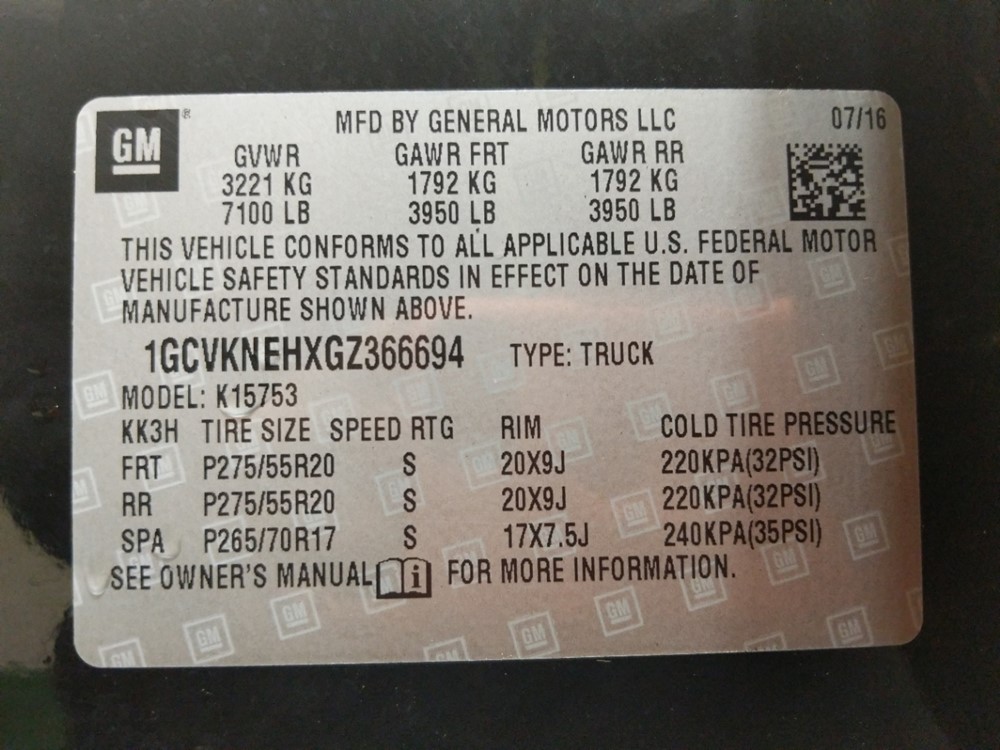 GM ® MFD BY GENERAL MOTORS LLC 07/16
GVWR GAWR FRT GAWR RR
3221 KG 1792 KG 1792 KG
7100 LB 3950 LB 3950 LB
THIS VEHICLE CONFORMS TO ALL APPLICABLE U.S. FEDERAL MOTOR
VEHICLE SAFETY STANDARDS IN EFFECT ON THE DATE OF
MANUFACTURE SHOWN ABOVE.
1GCVKNEHXGZ366694 TYPE: TRUCK
MODEL: K15753
KK3H TIRE SIZE SPEED RTG RIM COLD TIRE PRESSURE
FRT P275/55R20 S 20X9J 220KPA(32PSI)
RR P275/55R20 S 20X9J 220KPA(32PSI)
SPA P265/70R17 S 17X7.5J 240KPA(35PSI)
SEE OWNER'S MANUAL i FOR MORE INFORMATION.